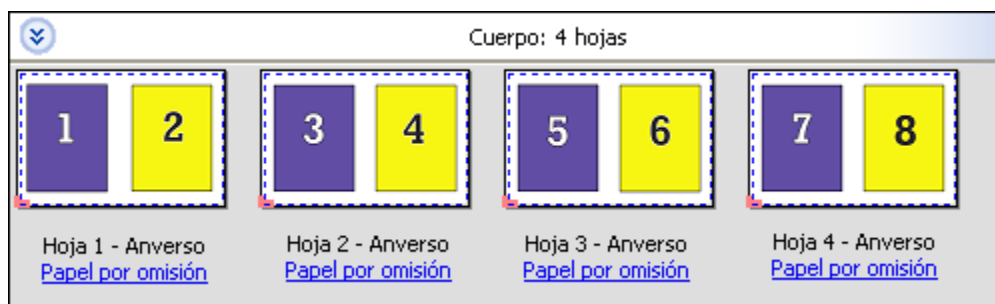 Cuerpo: 4 hojas
1 2 3 4 5 6 7 8
Hoja 1 - Anverso Hoja 2 - Anverso Hoja 3 - Anverso Hoja 4 - Anverso
Papel por omisión Papel por omisión Papel por omisión Papel por omisión